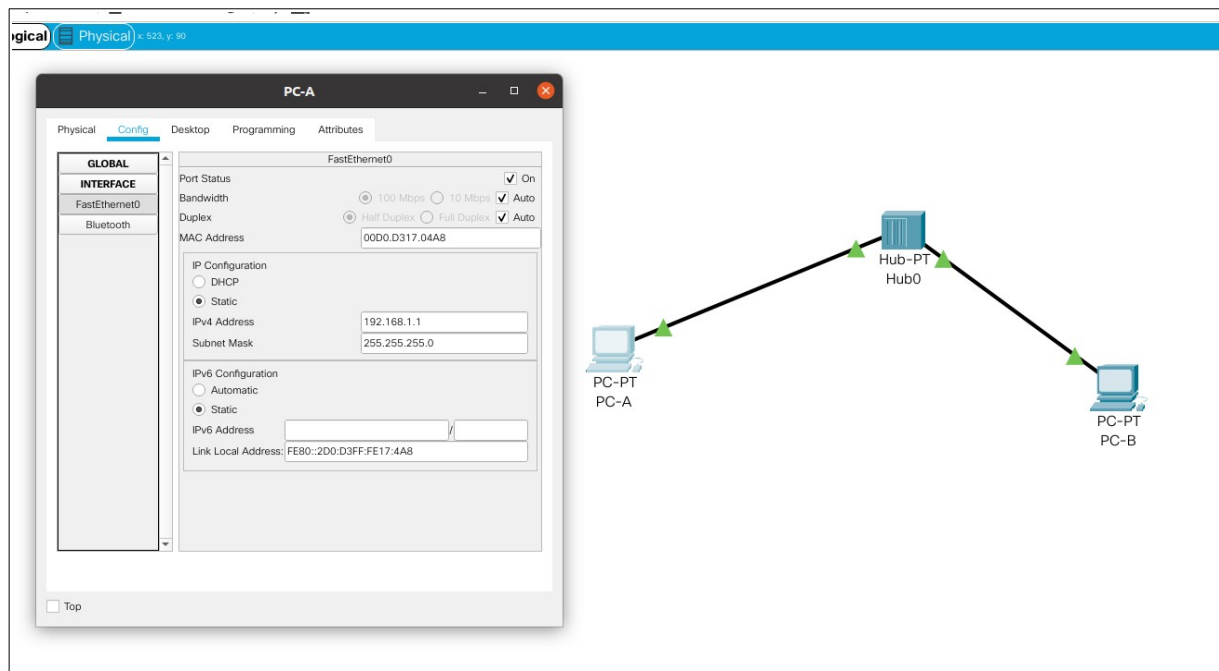 gical Physical x: 523, y: 90
PC-A
Physical Config Desktop Programming Attributes
GLOBAL
INTERFACE
FastEthernet0
Bluetooth
FastEthernet0
Port Status On
Bandwidth 100 Mbps 10 Mbps Auto
Duplex Half Duplex Full Duplex Auto
MAC Address 00D0.D317.04A8
IP Configuration
DHCP
Static
IPv4 Address 192.168.1.1
Subnet Mask 255.255.255.0
IPv6 Configuration
Automatic
Static
IPv6 Address /
Link Local Address: FE80::2D0:D3FF:FE17:4A8
Top
Hub-PT
Hub0
PC-PT
PC-A
PC-PT
PC-B